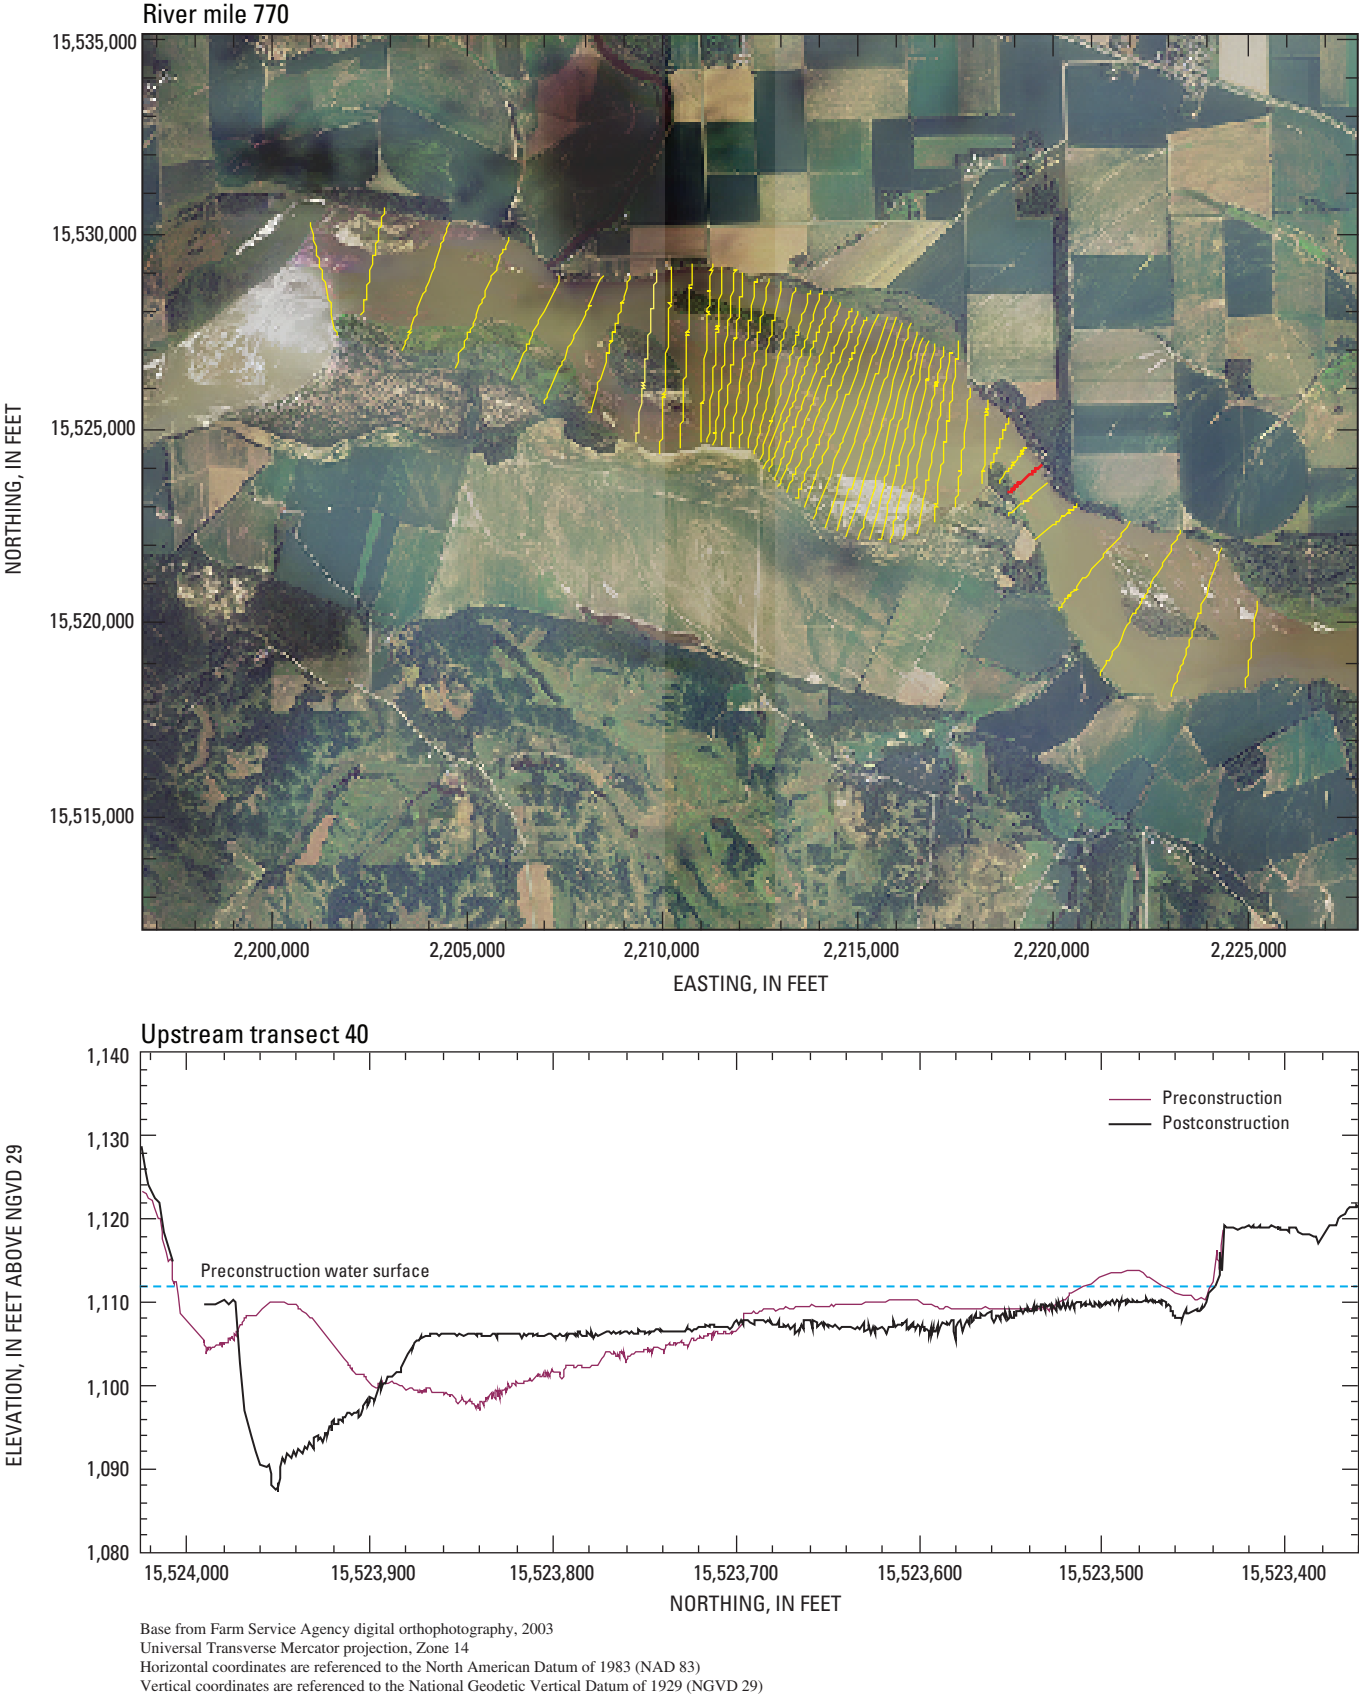 River mile 770
15,535,000
15,530,000
15,525,000
15,520,000
15,515,000
NORTHING, IN FEET
2,200,000 2,205,000 2,210,000 2,215,000 2,220,000 2,225,000
EASTING, IN FEET
Upstream transect 40
1,140
1,130
1,120
1,110
1,100
1,090
1,080
ELEVATION, IN FEET ABOVE NGVD 29
Preconstruction
Postconstruction
Preconstruction water surface
15,524,000 15,523,900 15,523,800 15,523,700 15,523,600 15,523,500 15,523,400
NORTHING, IN FEET
Base from Farm Service Agency digital orthophotography, 2003
Universal Transverse Mercator projection, Zone 14
Horizontal coordinates are referenced to the North American Datum of 1983 (NAD 83)
Vertical coordinates are referenced to the National Geodetic Vertical Datum of 1929 (NGVD 29)